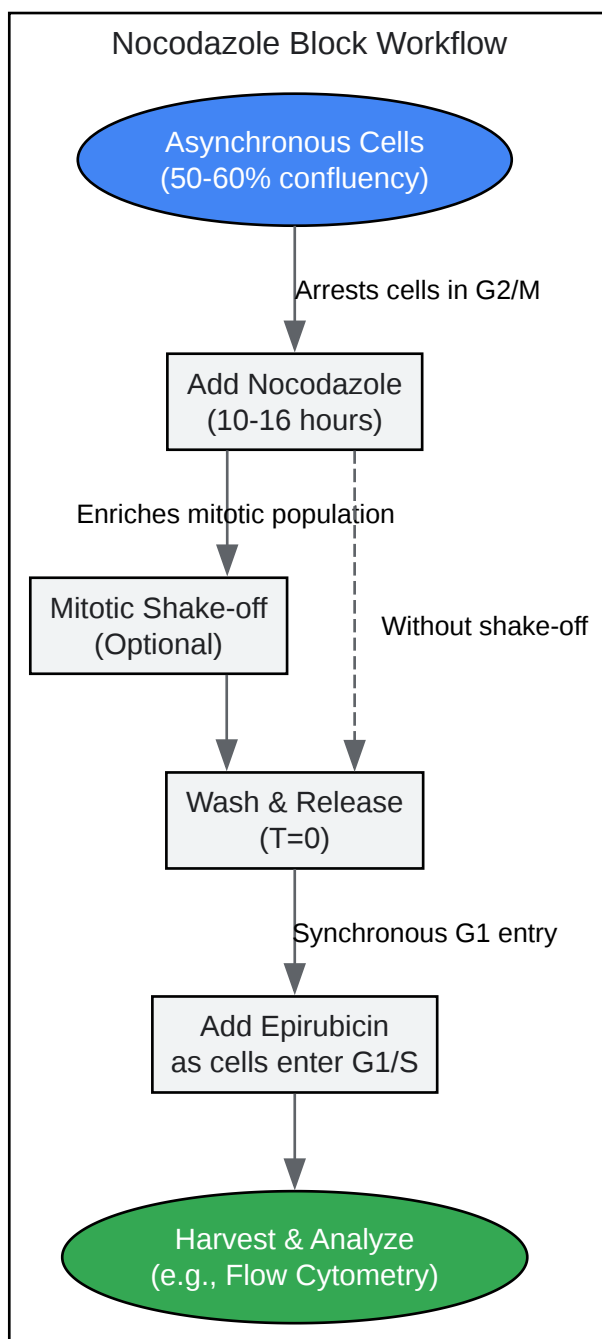 Nocodazole Block Workflow
Asynchronous Cells
(50-60% confluency)
Arrests cells in G2/M
Add Nocodazole
(10-16 hours)
Enriches mitotic population
Mitotic Shake-off
(Optional)
Without shake-off
Wash & Release
(T=0)
Synchronous G1 entry
Add Epirubicin
as cells enter G1/S
Harvest & Analyze
(e.g., Flow Cytometry)